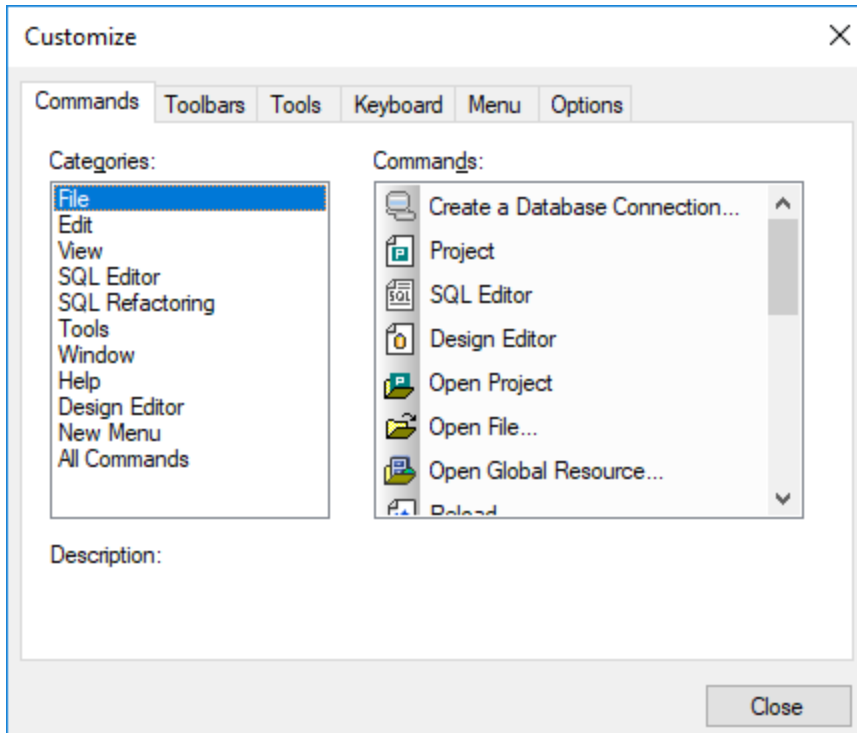 Customize
Commands Toolbars Tools Keyboard Menu Options
Categories:
File
Edit
View
SQL Editor
SQL Refactoring
Tools
Window
Help
Design Editor
New Menu
All Commands
Commands:
Create a Database Connection...
P
Project
SQL
SQL Editor
Design Editor
P
Open Project
Open File...
Open Global Resource...
Reload
Description:
Close